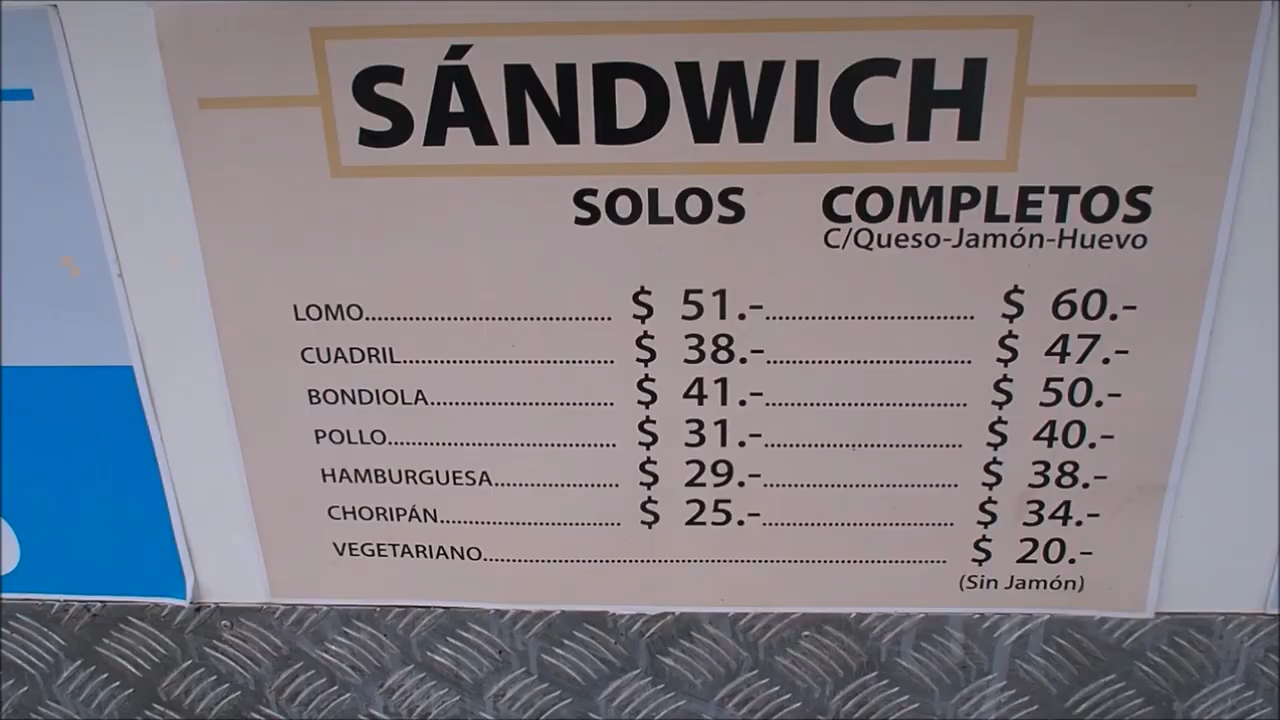 SÁNDWICH
SOLOS COMPLETOS
C/Queso-Jamón-Huevo
LOMO........................................ $ 51.-.................................. $ 60.-
CUADRIL.................................. $ 38.-.................................. $ 47.-
BONDIOLA............................. $ 41.-.................................. $ 50.-
POLLO.................................... $ 31.-.................................. $ 40.-
HAMBURGUESA.................... $ 29.-.................................. $ 38.-
CHORIPÁN............................. $ 25.-.................................. $ 34.-
VEGETARIANO.................................................................. $ 20.-
(Sin Jamón)